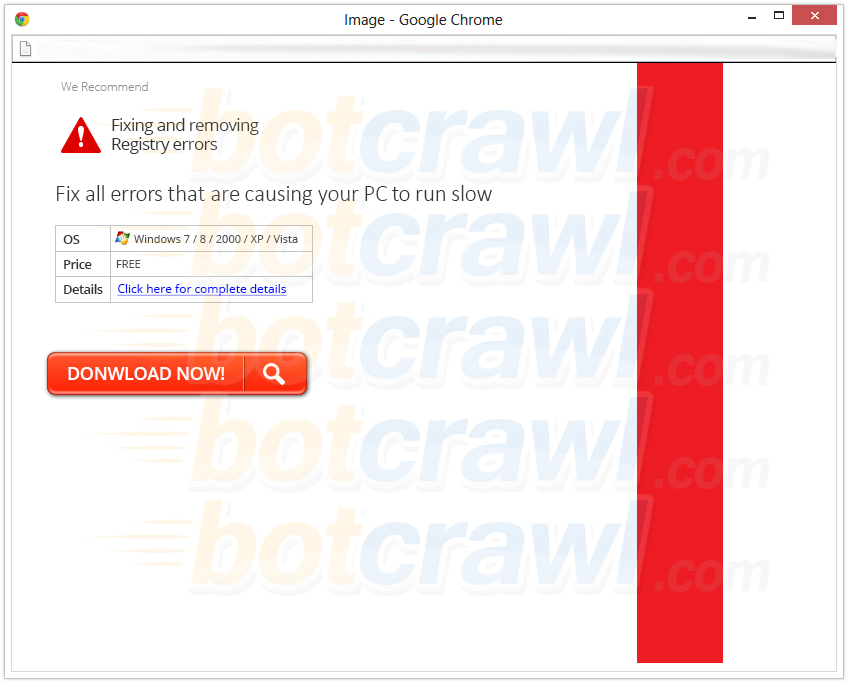 Image - Google Chrome
We Recommend
Fixing and removing
Registry errors
Fix all errors that are causing your PC to run slow
OS Windows 7 / 8 / 2000 / XP / Vista
Price FREE
Details Click here for complete details
DONWLOAD NOW!
botcrawl.com
botcrawl.com
botcrawl.com
botcrawl.com
botcrawl.com